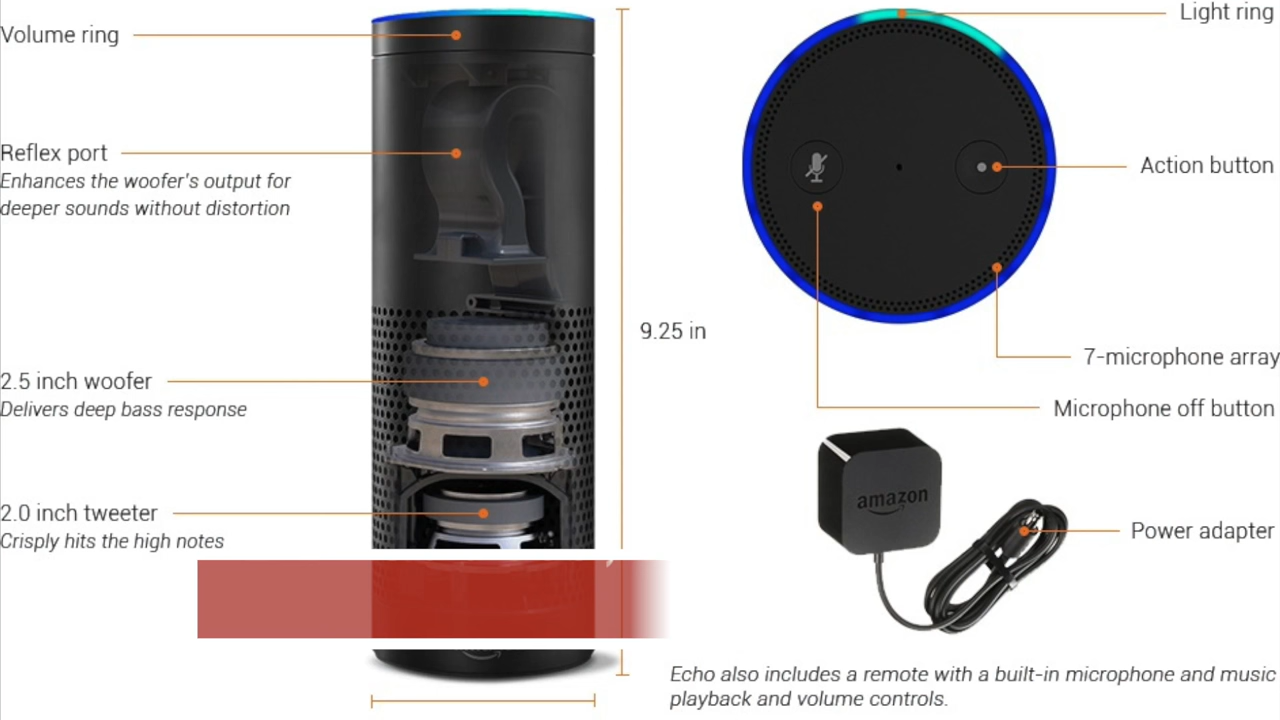 Volume ring
Reflex port
Enhances the woofer's output for
deeper sounds without distortion
2.5 inch woofer
Delivers deep bass response
2.0 inch tweeter
Crisply hits the high notes
9.25 in
Light ring
Action button
7-microphone array
Microphone off button
amazon
Power adapter
Echo also includes a remote with a built-in microphone and music
playback and volume controls.